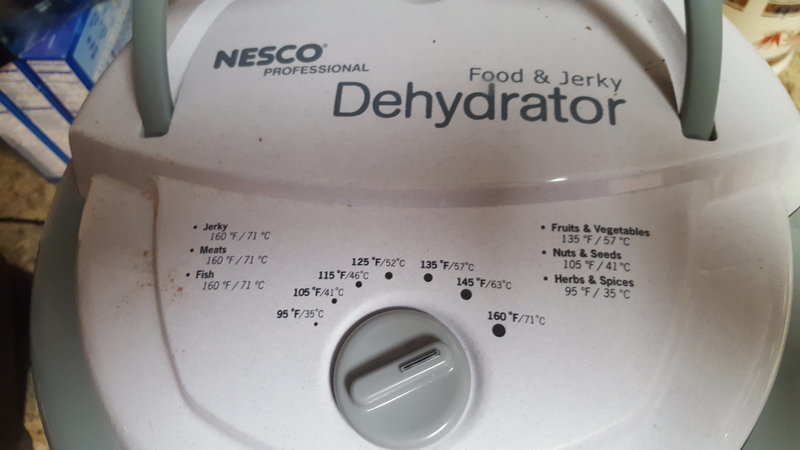 NESCO®
PROFESSIONAL
Food & Jerky
Dehydrator
• Jerky
160 °F / 71 °C
• Meats
160 °F / 71 °C
• Fish
160 °F / 71 °C
95 °F/35°C
105 °F/41°C
115 °F/46°C
125 °F/52°C
135 °F/57°C
145 °F/63°C
160 °F/71°C
• Fruits & Vegetables
135 °F / 57 °C
• Nuts & Seeds
105 °F / 41 °C
• Herbs & Spices
95 °F / 35 °C